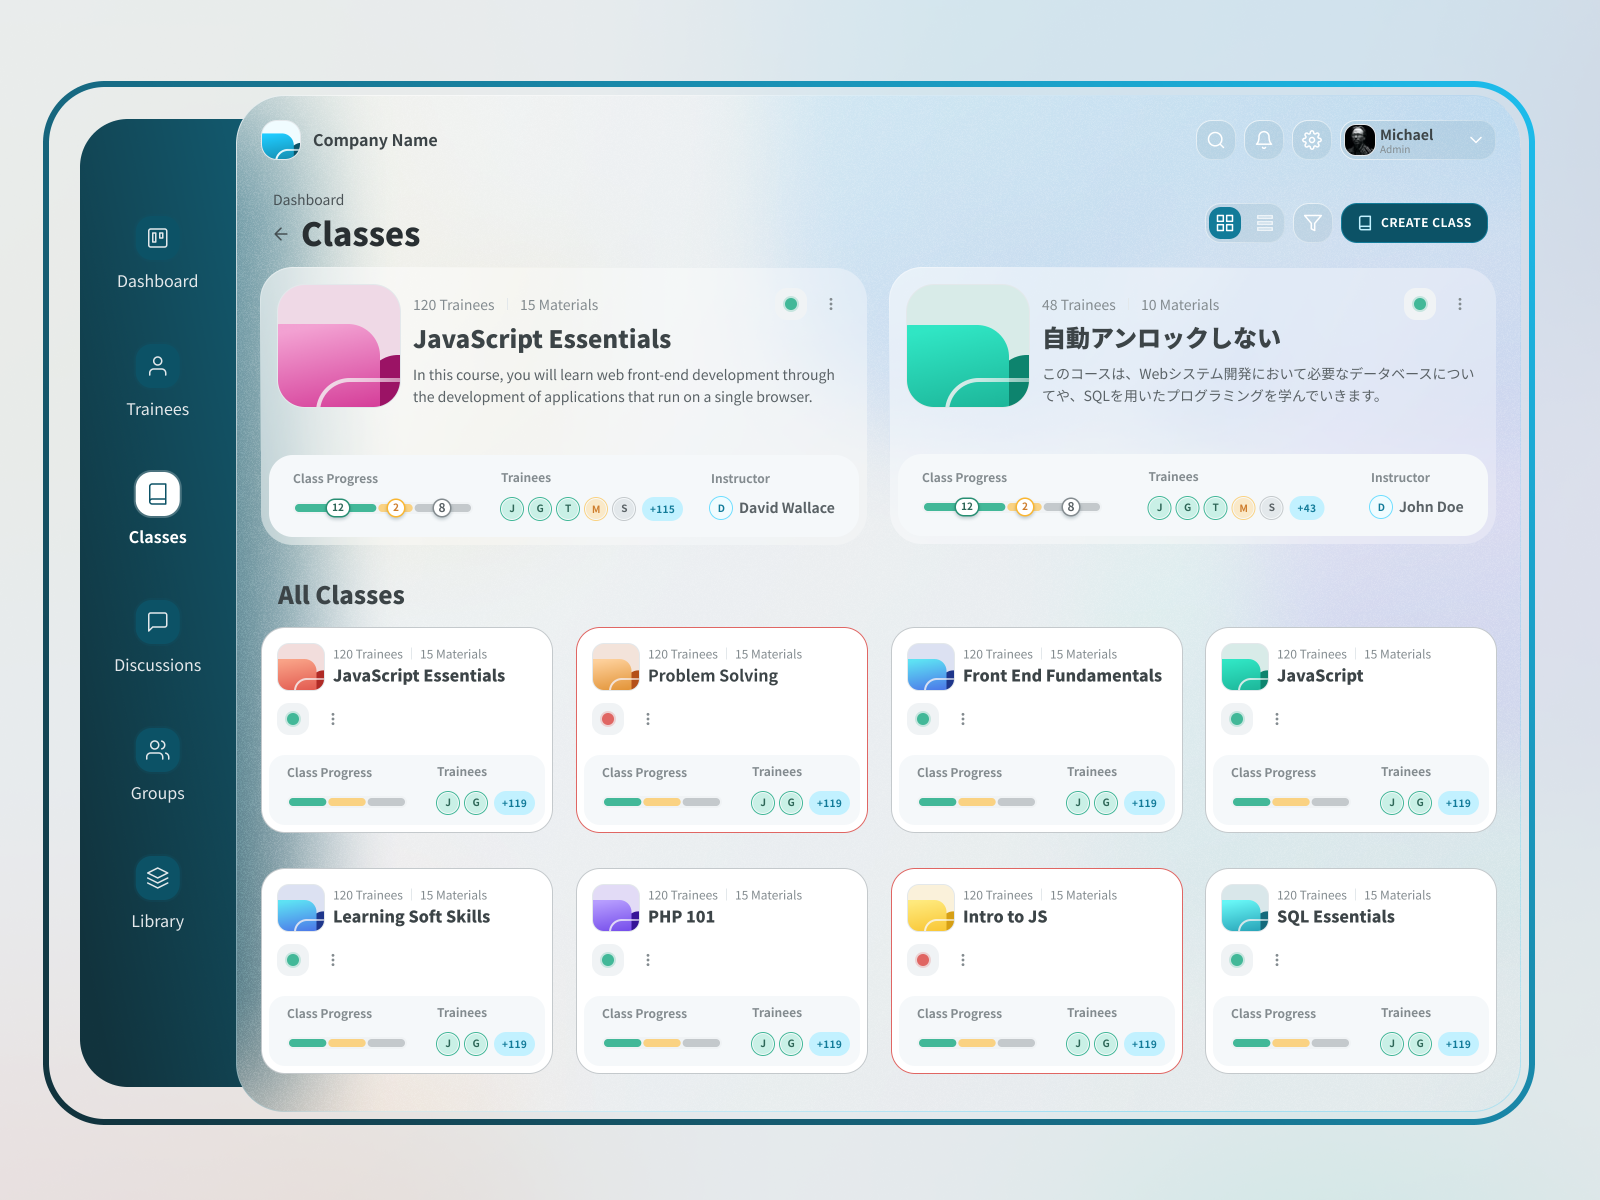 Company Name
Michael
Admin
Dashboard
Classes
CREATE CLASS
Dashboard
Trainees
Classes
Discussions
Groups
Library
120 Trainees 15 Materials
JavaScript Essentials
In this course, you will learn web front-end development through
the development of applications that run on a single browser.
Class Progress Trainees Instructor
12 2 8 J G T M S +115 D David Wallace
48 Trainees 10 Materials
自動アンロックしない
このコースは、Webシステム開発において必要なデータベースについ
てや、SQLを用いたプログラミングを学んでいきます。
Class Progress Trainees Instructor
12 2 8 J G T M S +43 D John Doe
All Classes
120 Trainees 15 Materials
JavaScript Essentials
Class Progress Trainees
J G +119
120 Trainees 15 Materials
Problem Solving
Class Progress Trainees
J G +119
120 Trainees 15 Materials
Front End Fundamentals
Class Progress Trainees
J G +119
120 Trainees 15 Materials
JavaScript
Class Progress Trainees
J G +119
120 Trainees 15 Materials
Learning Soft Skills
Class Progress Trainees
J G +119
120 Trainees 15 Materials
PHP 101
Class Progress Trainees
J G +119
120 Trainees 15 Materials
Intro to JS
Class Progress Trainees
J G +119
120 Trainees 15 Materials
SQL Essentials
Class Progress Trainees
J G +119